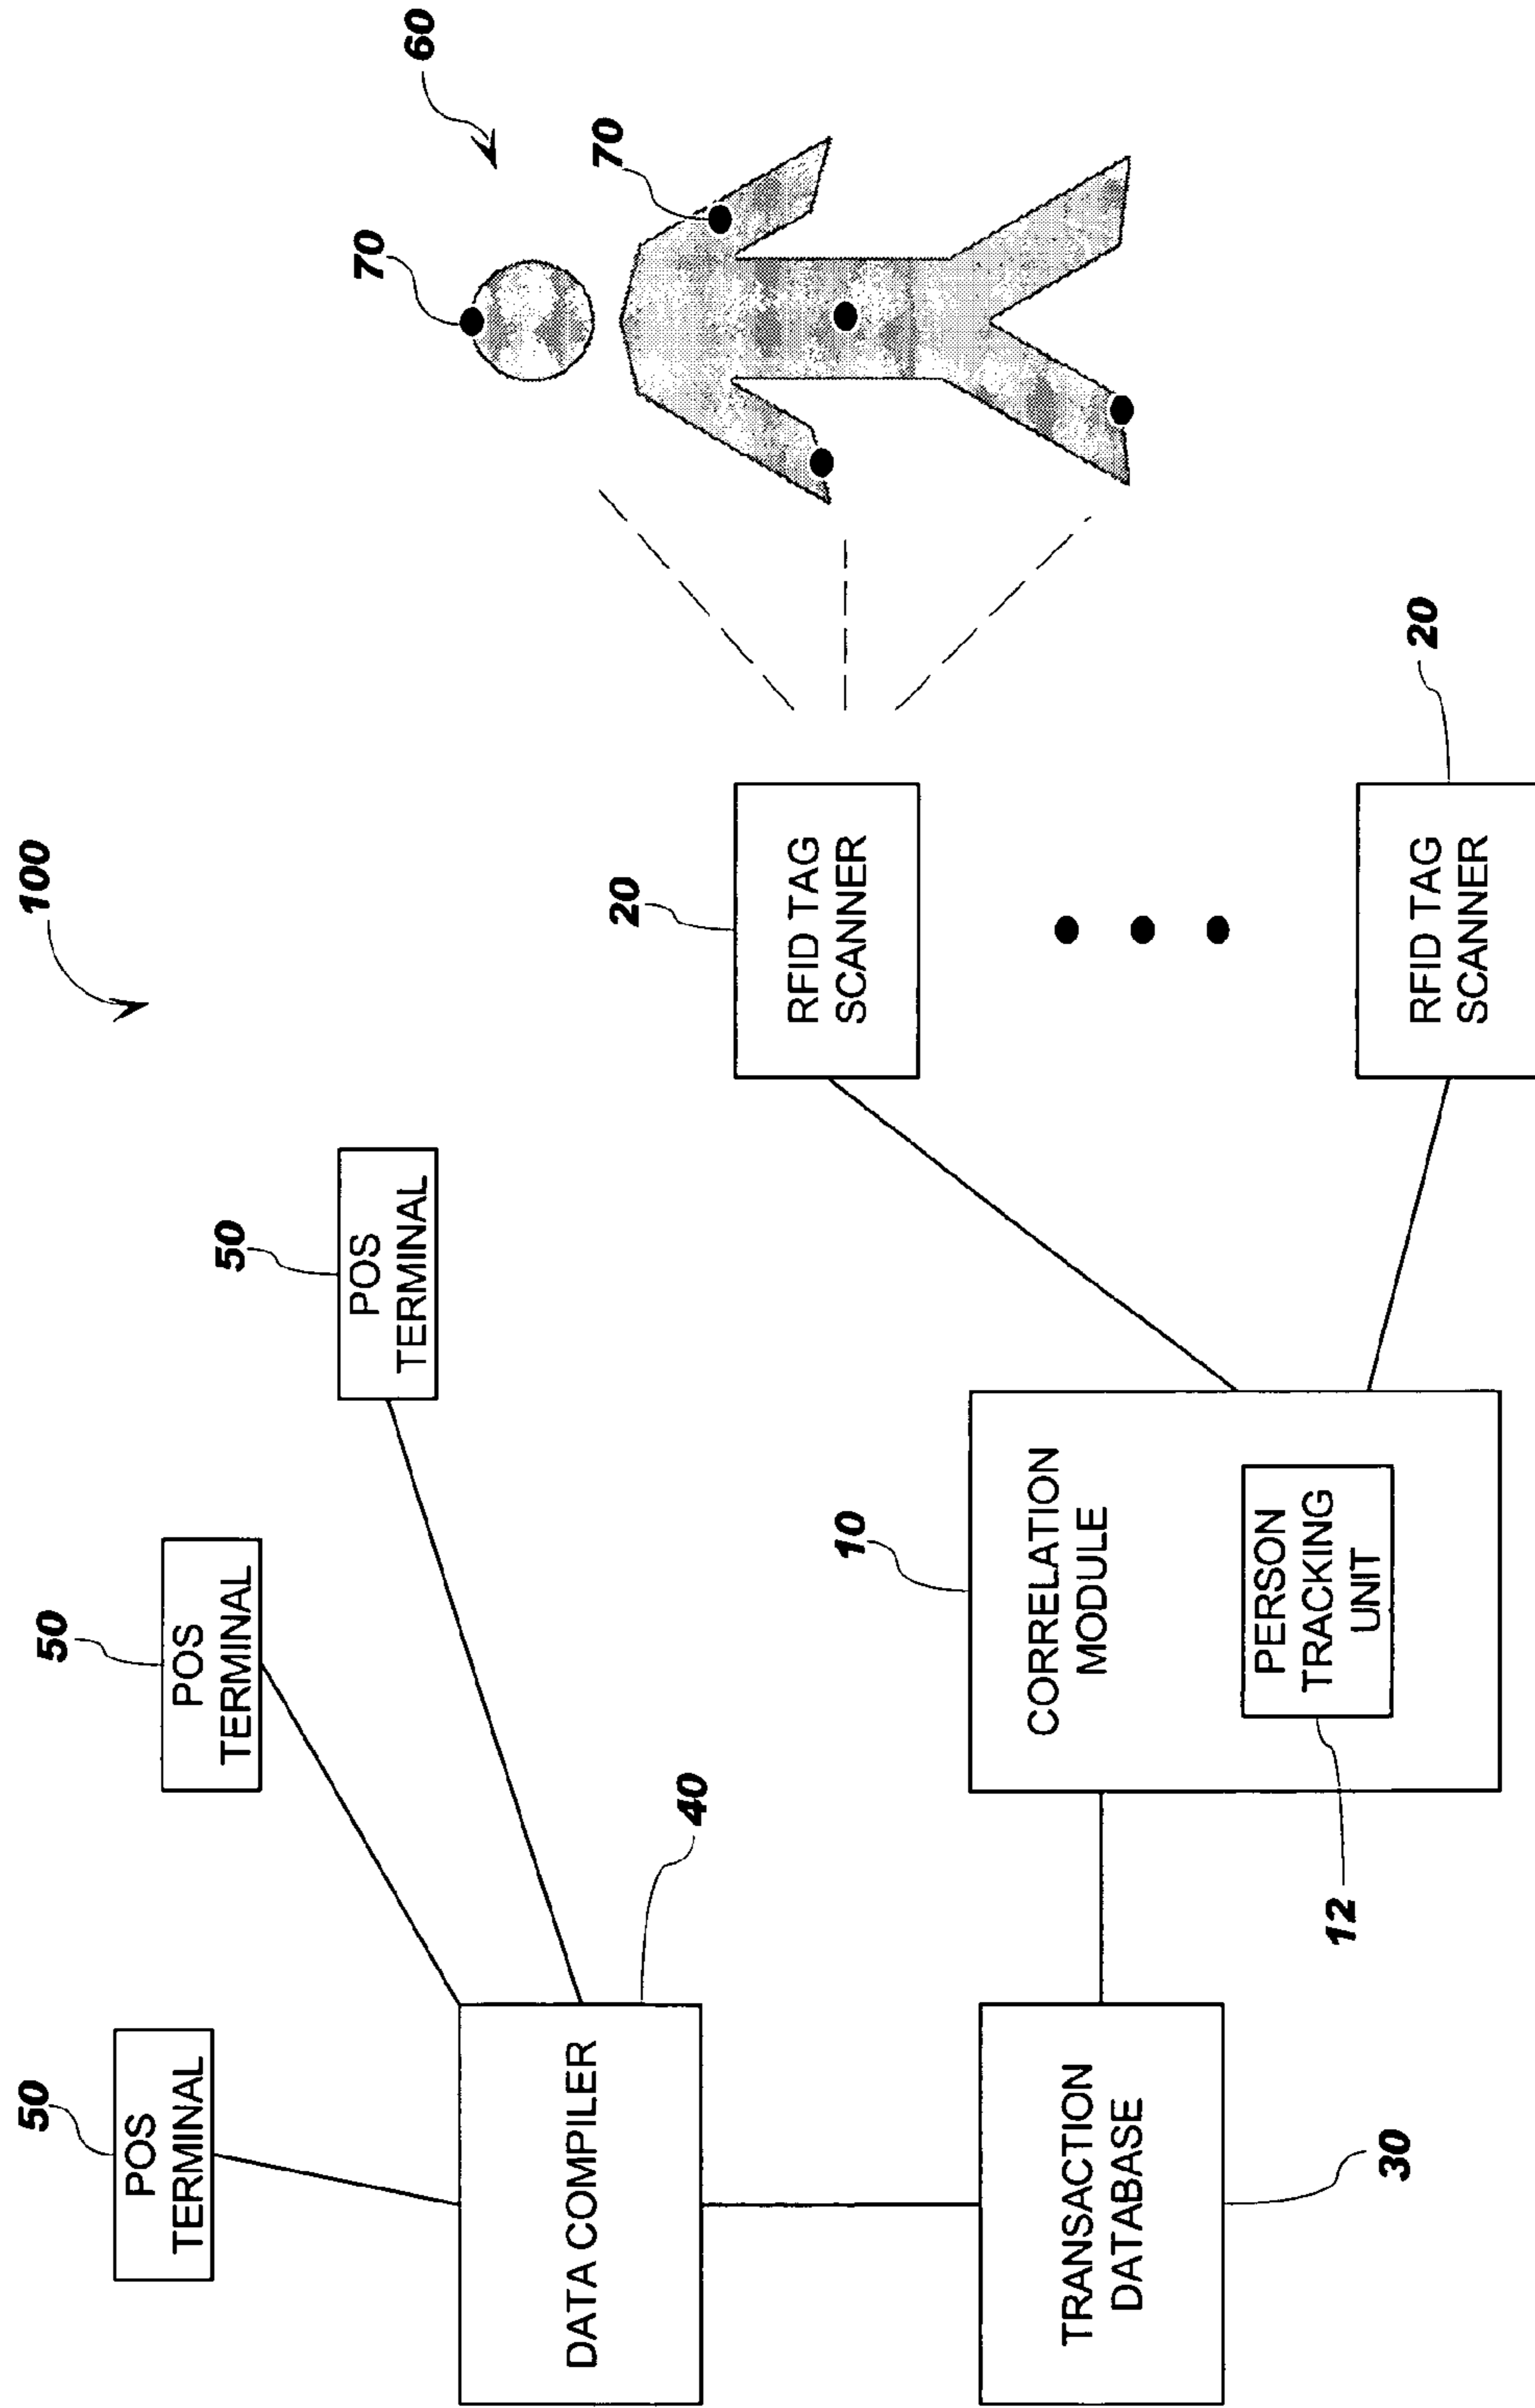 100
50
POS
TERMINAL
50
POS
TERMINAL
50
POS
TERMINAL
60
70
70
DATA COMPILER
40
20
RFID TAG
SCANNER
10
CORRELATION
MODULE
PERSON
TRACKING
UNIT
12
TRANSACTION
DATABASE
30
20
RFID TAG
SCANNER